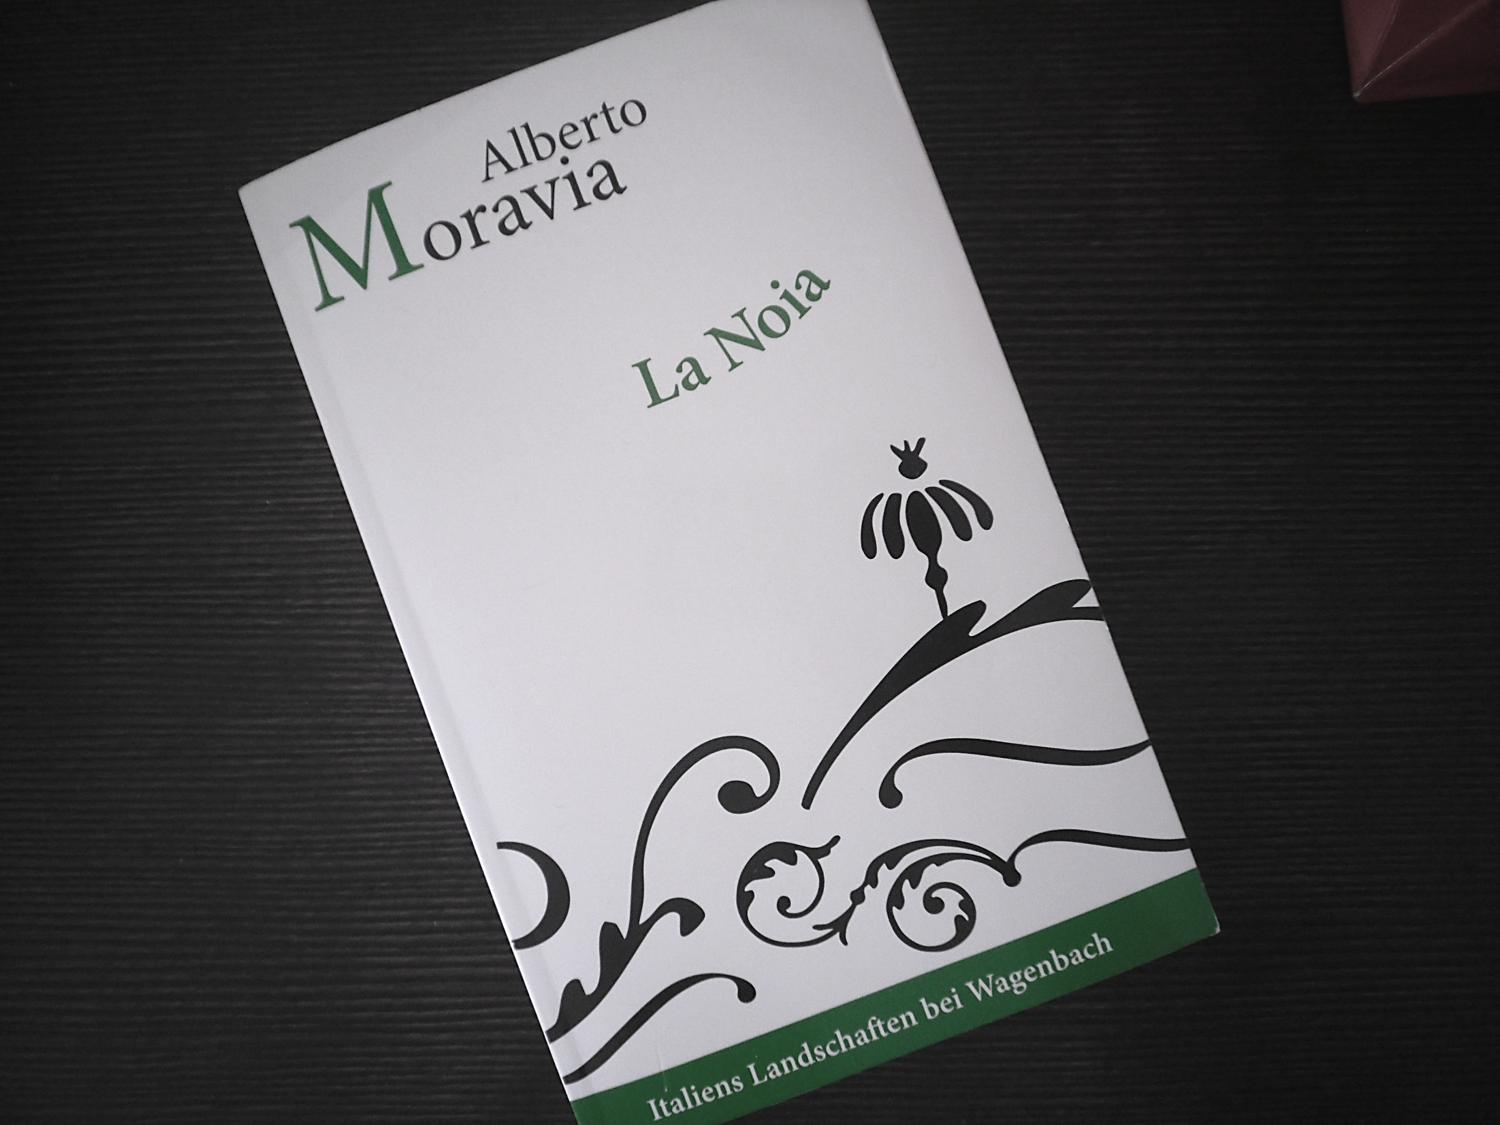 Alberto
Moravia
La Noia
Italiens Landschaften bei Wagenbach